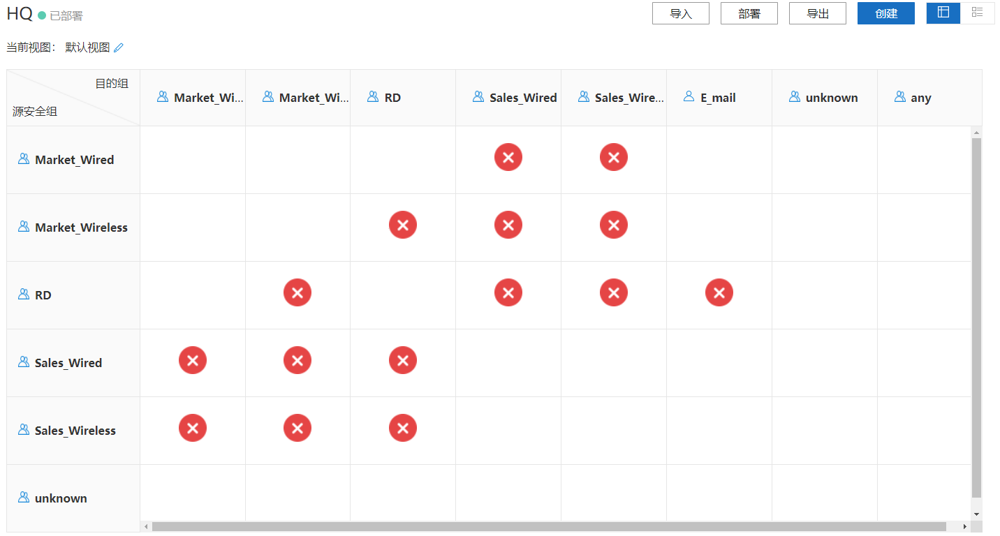 HQ 已部署
导入 部署 导出 创建
当前视图: 默认视图
目的组
源安全组
Market_Wi... Market_Wi... RD Sales_Wired Sales_Wire... E_mail unknown any
Market_Wired
Market_Wireless
RD
Sales_Wired
Sales_Wireless
unknown